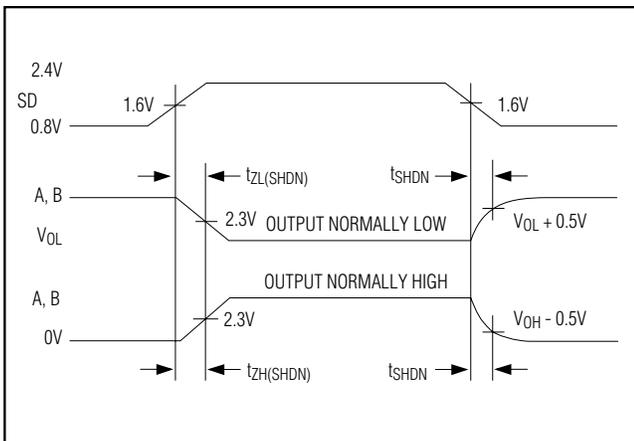 2.4V
SD
1.6V
1.6V
0.8V
tZL(SHDN)
tSHDN
A, B
2.3V
OUTPUT NORMALLY LOW
VOL + 0.5V
VOL
OUTPUT NORMALLY HIGH
A, B
2.3V
VOH - 0.5V
0V
tZH(SHDN)
tSHDN